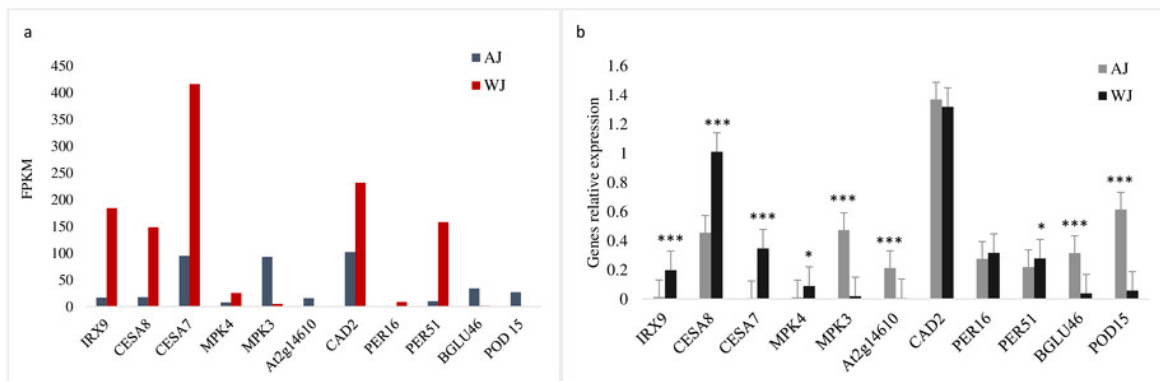 a
AJ
WJ
450
400
350
300
250
200
150
100
50
0
FPKM
IRX9
CESA8
CESA7
MPK4
MPK3
At2g14610
CAD2
PER16
PER51
BGLU46
POD 15
b
AJ
WJ
1.6
1.4
1.2
1
0.8
0.6
0.4
0.2
0
Genes relative expression
***
***
***
*
***
***
*
***
***
IRX9
CESA8
CESA7
MPK4
MPK3
At2g14610
CAD2
PER16
PER51
BGLU46
POD15